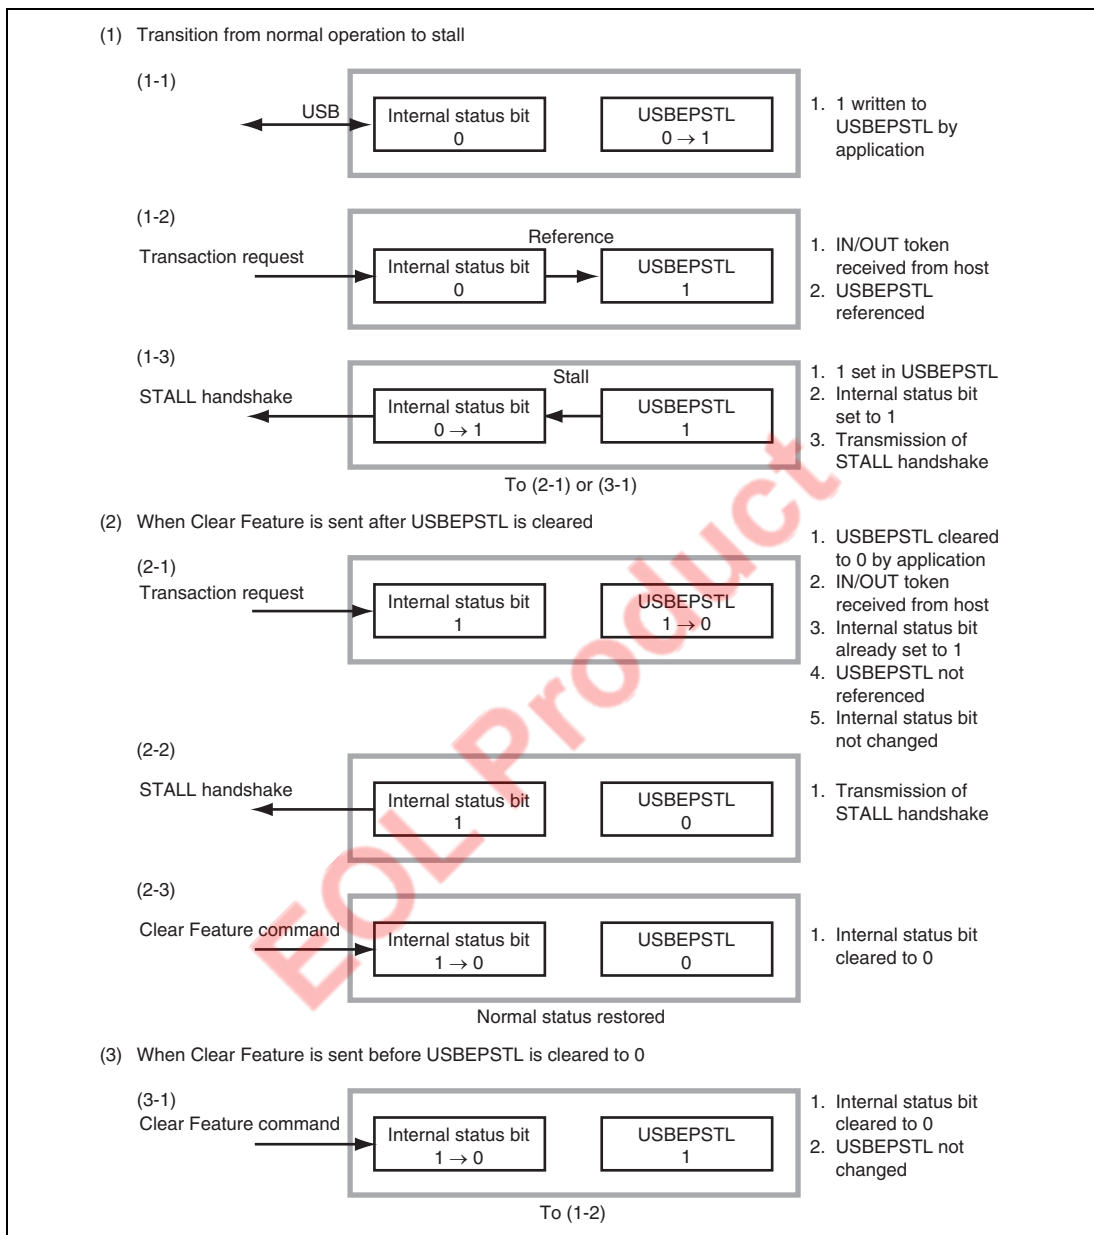 (1) Transition from normal operation to stall
(1-1)
USB
Internal status bit
0
USBEPSTL
0 → 1
1. 1 written to
USBEPSTL by
application
(1-2)
Transaction request
Internal status bit
0
Reference
USBEPSTL
1
1. IN/OUT token
received from host
2. USBEPSTL
referenced
(1-3)
STALL handshake
Internal status bit
0 → 1
Stall
USBEPSTL
1
1. 1 set in USBEPSTL
2. Internal status bit
set to 1
3. Transmission of
STALL handshake
To (2-1) or (3-1)
(2) When Clear Feature is sent after USBEPSTL is cleared
(2-1)
Transaction request
Internal status bit
1
USBEPSTL
1 → 0
1. USBEPSTL cleared
to 0 by application
2. IN/OUT token
received from host
3. Internal status bit
already set to 1
4. USBEPSTL not
referenced
5. Internal status bit
not changed
(2-2)
STALL handshake
Internal status bit
1
USBEPSTL
0
1. Transmission of
STALL handshake
(2-3)
Clear Feature command
Internal status bit
1 → 0
USBEPSTL
0
1. Internal status bit
cleared to 0
Normal status restored
(3) When Clear Feature is sent before USBEPSTL is cleared to 0
(3-1)
Clear Feature command
Internal status bit
1 → 0
USBEPSTL
1
1. Internal status bit
cleared to 0
2. USBEPSTL not
changed
To (1-2)
EOL Product